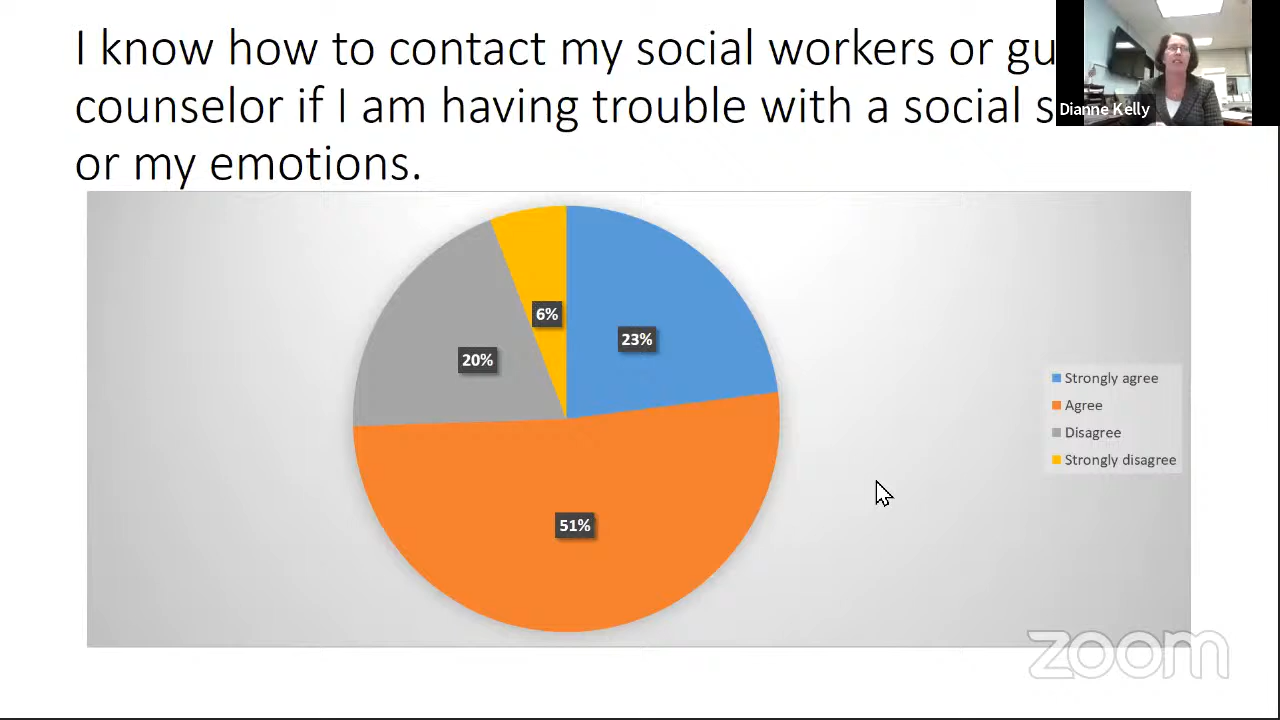 I know how to contact my social workers or gu
counselor if I am having trouble with a social s
or my emotions.
Dianne Kelly
6%
23%
20%
51%
Strongly agree
Agree
Disagree
Strongly disagree
zoom